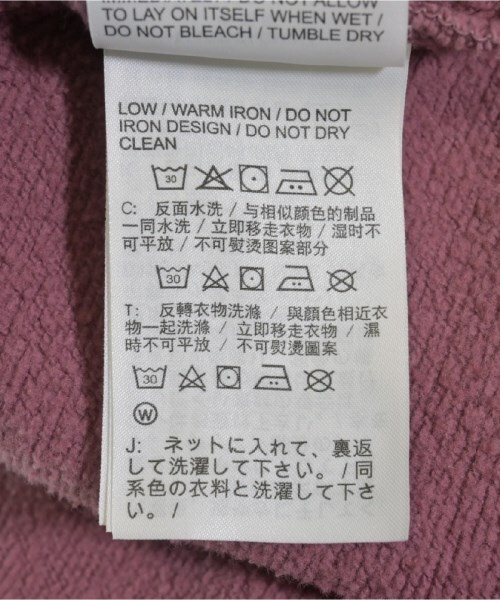 DO NOT ALLOW
TO LAY ON ITSELF WHEN WET /
DO NOT BLEACH / TUMBLE DRY
LOW / WARM IRON / DO NOT
IRON DESIGN / DO NOT DRY
CLEAN
30
C: 反面水洗 / 与相似颜色的制品
一同水洗 / 立即移走衣物 / 湿时不
可平放 / 不可熨烫图案部分
30
T: 反轉衣物洗滌 / 與顏色相近衣
物一起洗滌 / 立即移走衣物 / 濕
時不可平放 / 不可熨燙圖案
30
W
J: ネットに入れて、裏返
して洗濯して下さい。/ 同
系色の衣料と洗濯して下さ
い。/